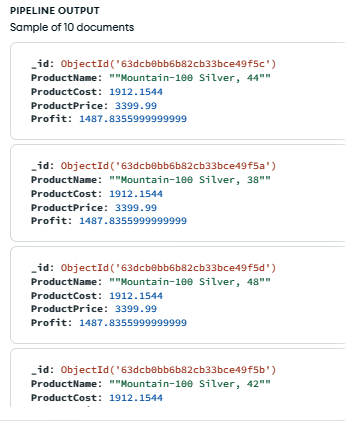 PIPELINE OUTPUT
Sample of 10 documents
_id: ObjectId('63dcb0bb6b82cb33bce49f5c')
ProductName: ""Mountain-100 Silver, 44""
ProductCost: 1912.1544
ProductPrice: 3399.99
Profit: 1487.8355999999999
_id: ObjectId('63dcb0bb6b82cb33bce49f5a')
ProductName: ""Mountain-100 Silver, 38""
ProductCost: 1912.1544
ProductPrice: 3399.99
Profit: 1487.8355999999999
_id: ObjectId('63dcb0bb6b82cb33bce49f5d')
ProductName: ""Mountain-100 Silver, 48""
ProductCost: 1912.1544
ProductPrice: 3399.99
Profit: 1487.8355999999999
_id: ObjectId('63dcb0bb6b82cb33bce49f5b')
ProductName: ""Mountain-100 Silver, 42""
ProductCost: 1912.1544